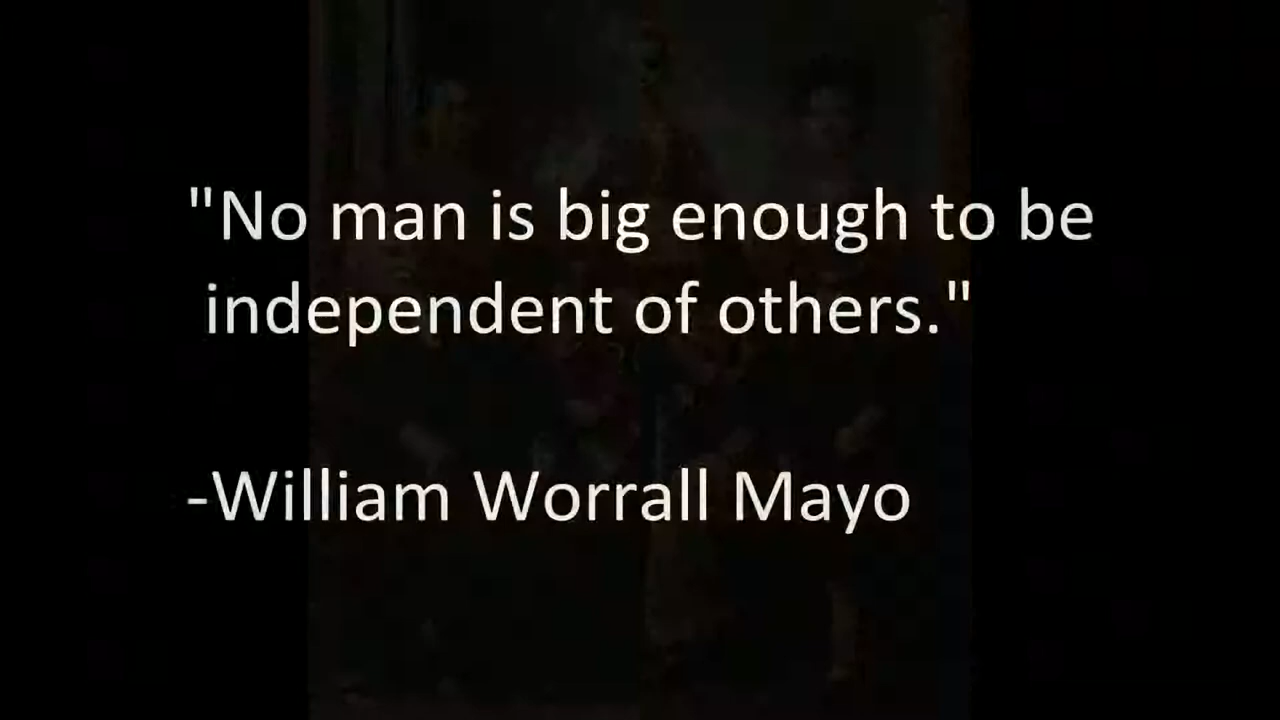 "No man is big enough to be
independent of others."
-William Worrall Mayo